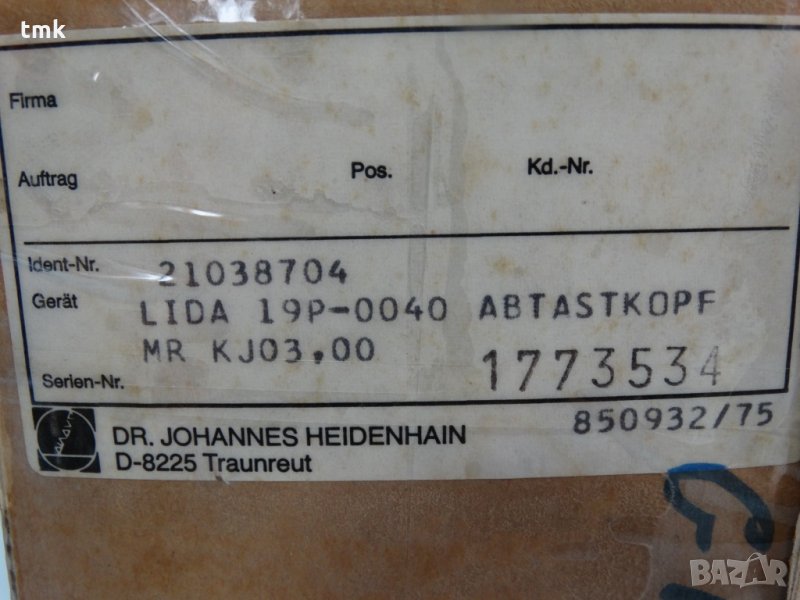 tmk
Firma
Auftrag Pos. Kd.-Nr.
Ident-Nr. 21038704
Gerät LIDA 19P-0040 ABTASTKOPF
MR KJ03,00
Serien-Nr. 1773534
850932/75
DR. JOHANNES HEIDENHAIN
D-8225 Traunreut
BAZAR